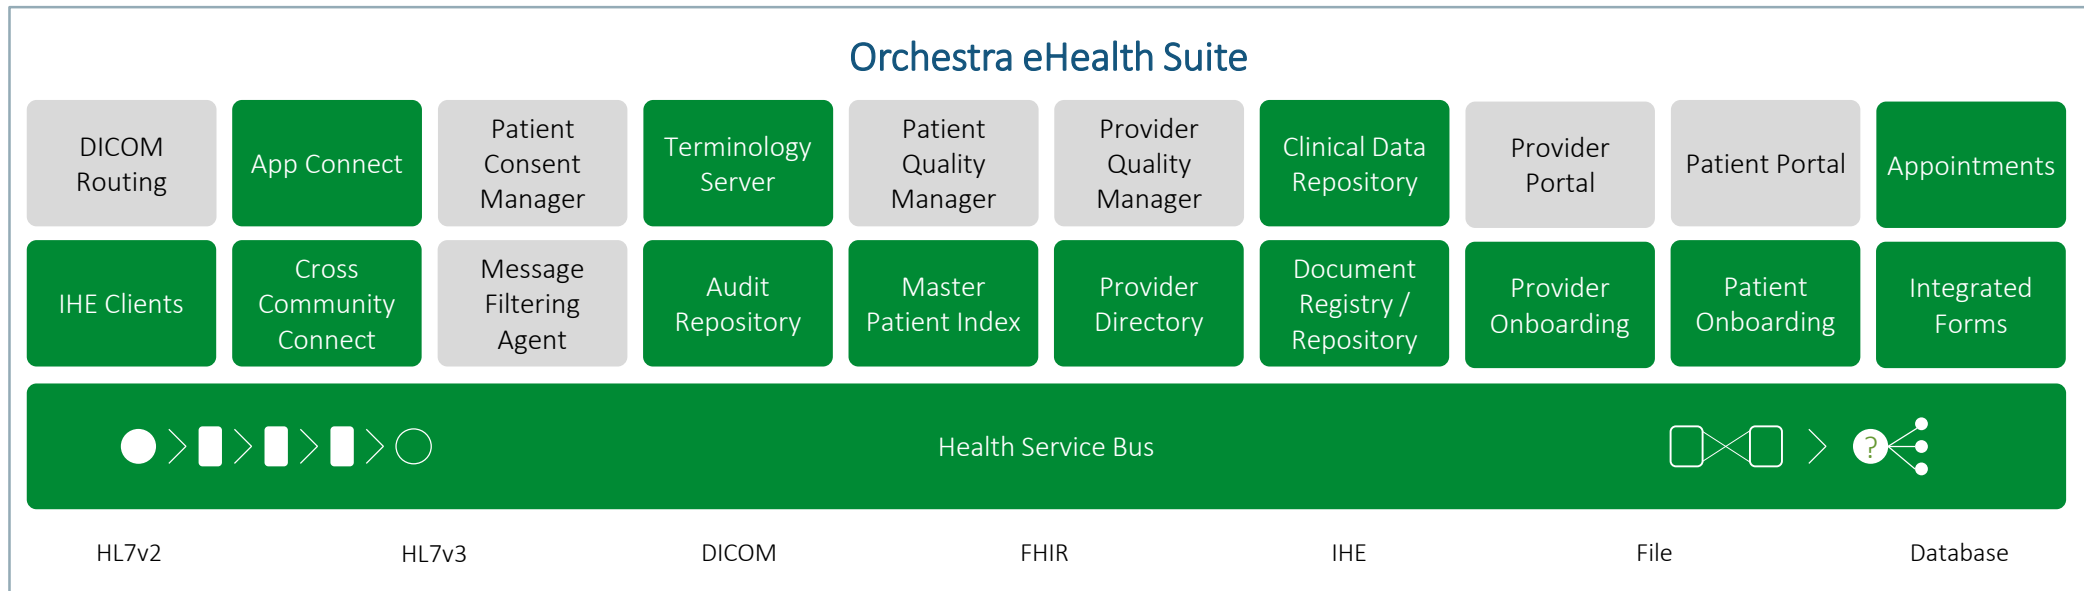 Orchestra eHealth Suite
DICOM
Routing
App Connect
Patient
Consent
Manager
Terminology
Server
Patient
Quality
Manager
Provider
Quality
Manager
Clinical Data
Repository
Provider
Portal
Patient Portal
Appointments
IHE Clients
Cross
Community
Connect
Message
Filtering
Agent
Audit
Repository
Master
Patient Index
Provider
Directory
Document
Registry /
Repository
Provider
Onboarding
Patient
Onboarding
Integrated
Forms
Health Service Bus
?
HL7v2
HL7v3
DICOM
FHIR
IHE
File
Database